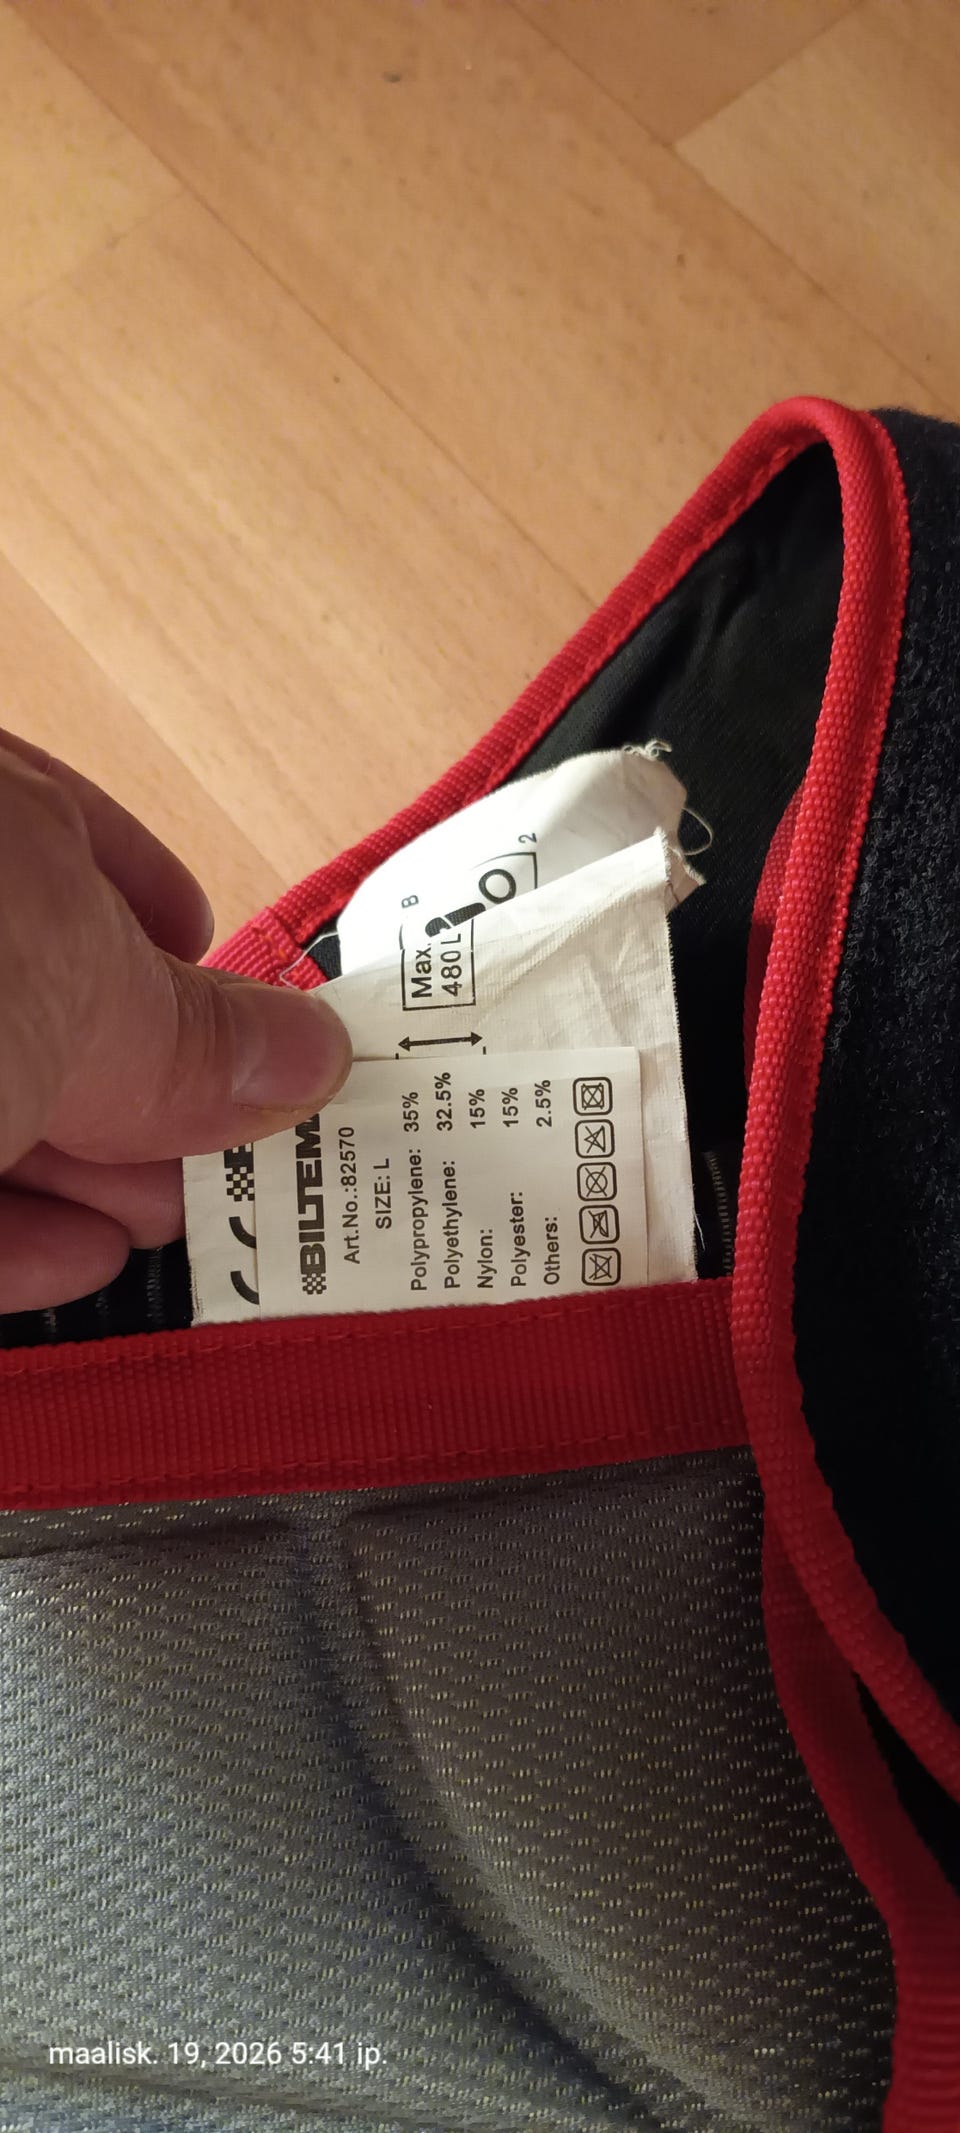 BILTEM
Art.No.:82570
SIZE: L
Polypropylene: 35%
Polyethylene: 32.5%
Nylon: 15%
Polyester: 15%
Others: 2.5%
Max.
480L
B
2
maalisk. 19, 2026 5:41 ip.